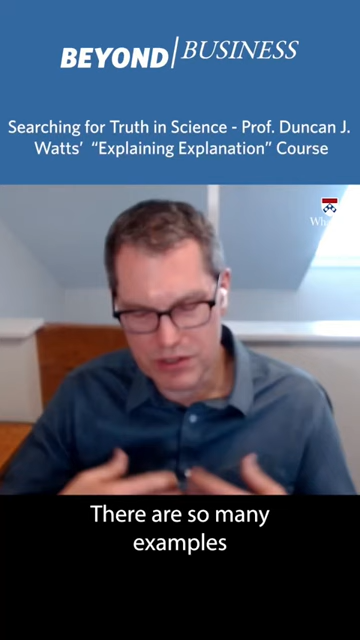 BEYOND BUSINESS
Searching for Truth in Science - Prof. Duncan J.
Watts’ “Explaining Explanation” Course
There are so many
examples